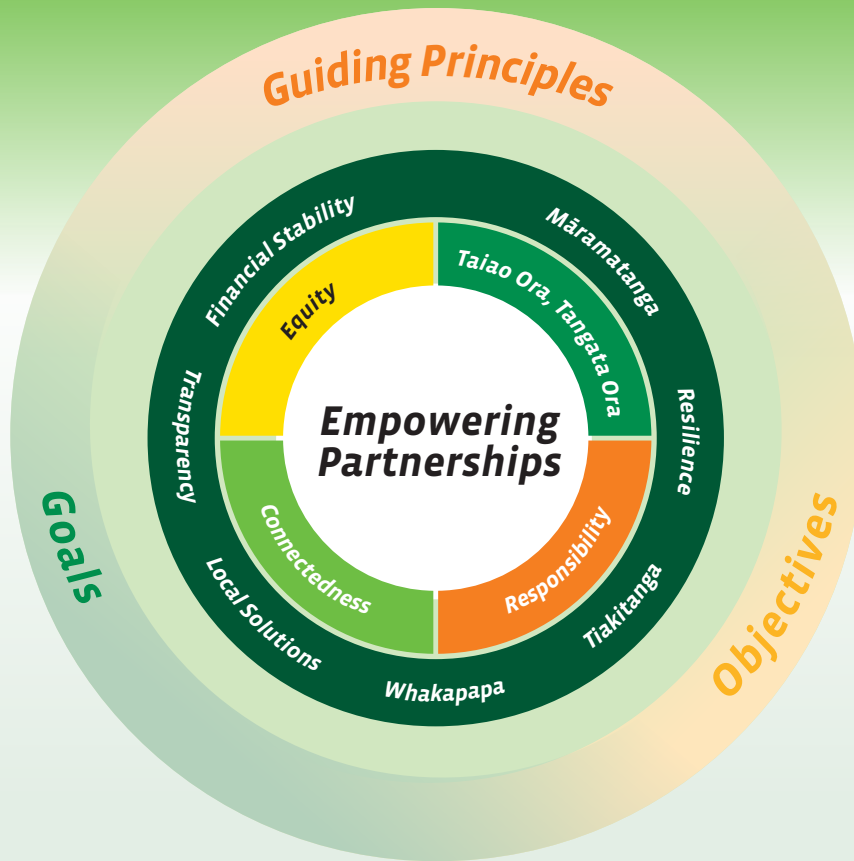 Guiding Principles
Objectives
Goals
Financial Stability
Māramatanga
Resilience
Tiakitanga
Whakapapa
Local Solutions
Transparency
Equity
Taiao Ora, Tangata Ora
Responsibility
Connectedness
Empowering
Partnerships